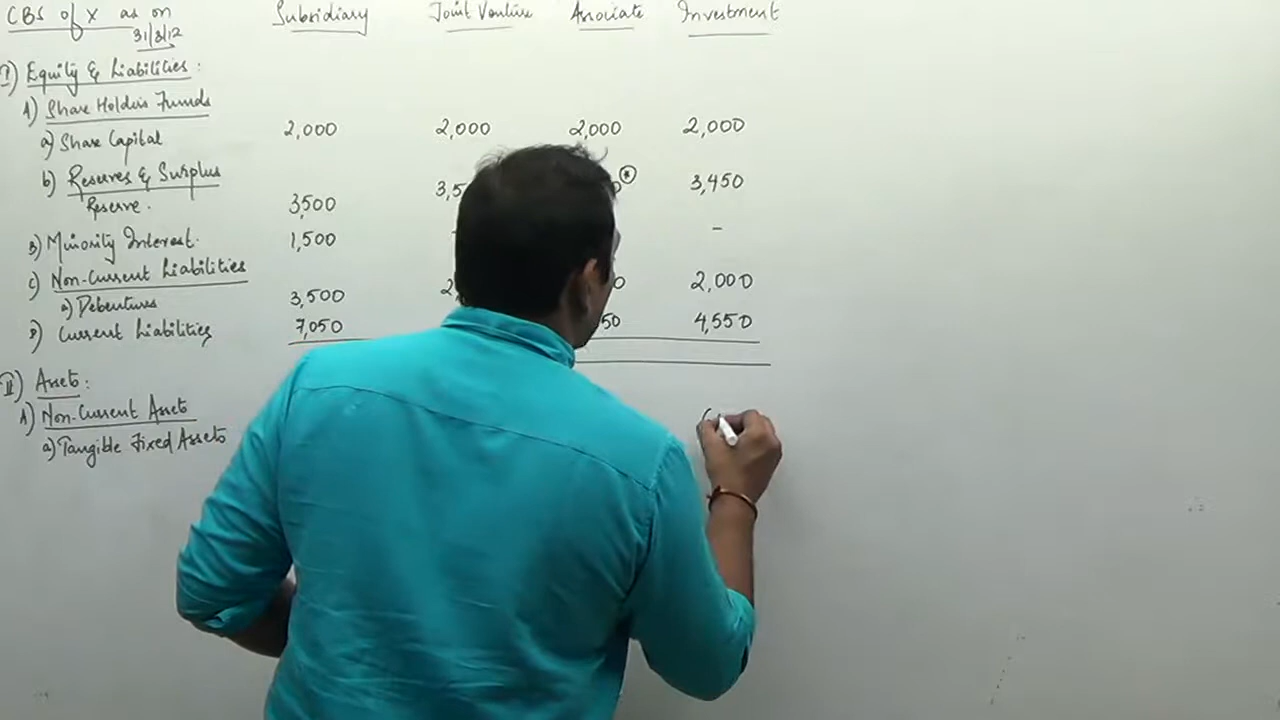 CBS of X as on Subsidiary Joint Venture Associate Investment
31/3/12
I) Equity & Liabilities :
A) Share Holders Funds
a) Share Capital 2,000 2,000 2,000 2,000
b) Reserves & Surplus
Reserve. 3,500 3,5 3,450
B) Minority Interest. 1,500 - -
C) Non-Current Liabilities
a) Debentures 3,500 2 0 2,000
D) Current Liabilities 7,050 50 4,550
II) Assets :
A) Non-Current Assets
a) Tangible Fixed Assets